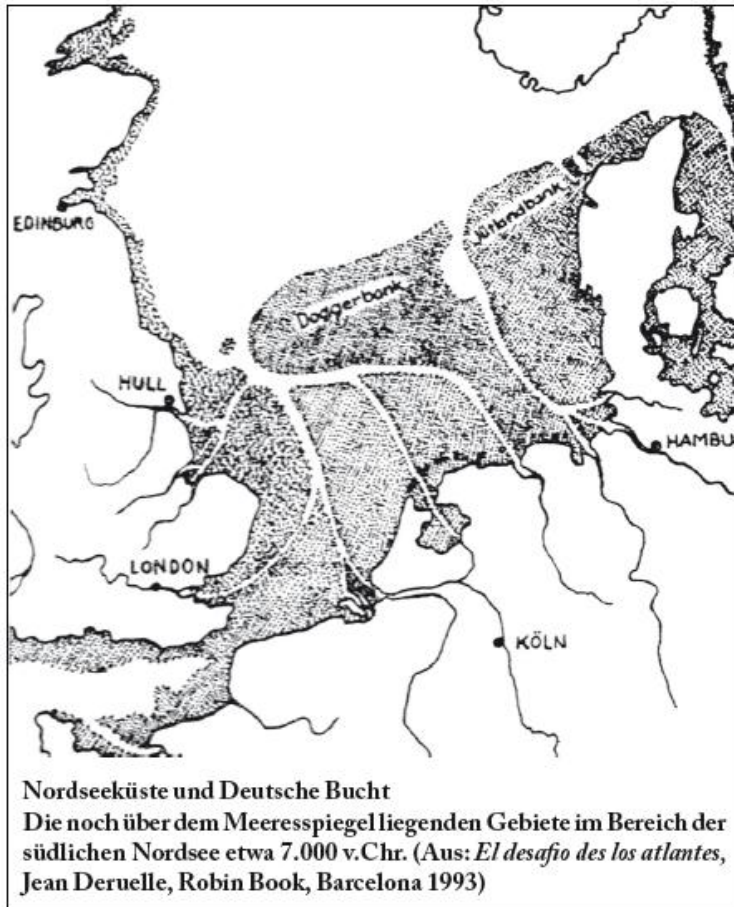 EDINBURG
Jütlandbank
Doggerbank
HULL
HAMBU
LONDON
KÖLN
Nordseeküste und Deutsche Bucht
Die noch über dem Meeresspiegel liegenden Gebiete im Bereich der
südlichen Nordsee etwa 7.000 v.Chr. (Aus: El desafio des los atlantes,
Jean Deruelle, Robin Book, Barcelona 1993)